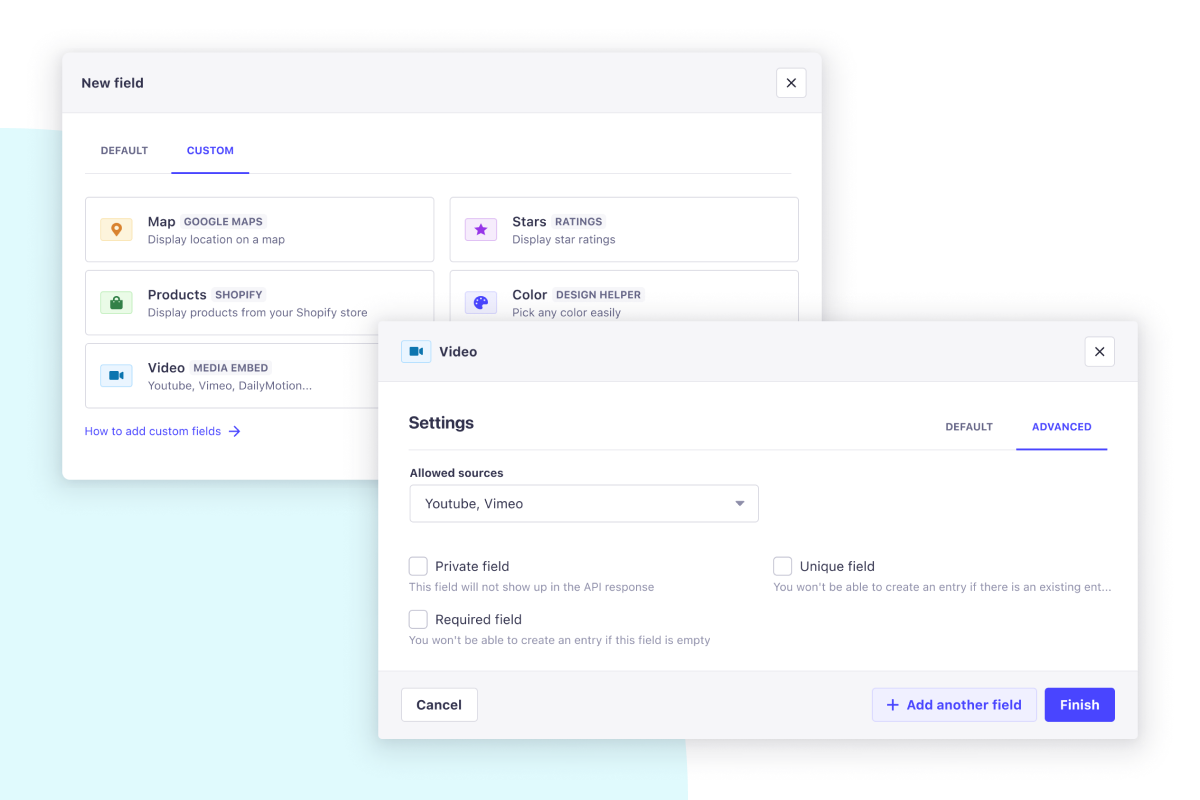 New field
DEFAULT CUSTOM
Map GOOGLE MAPS
Display location on a map
Stars RATINGS
Display star ratings
Products SHOPIFY
Display products from your Shopify store
Color DESIGN HELPER
Pick any color easily
Video MEDIA EMBED
Youtube, Vimeo, DailyMotion...
How to add custom fields
Video
Settings
DEFAULT ADVANCED
Allowed sources
Youtube, Vimeo
Private field
This field will not show up in the API response
Unique field
You won't be able to create an entry if there is an existing ent...
Required field
You won't be able to create an entry if this field is empty
Cancel
Add another field
Finish